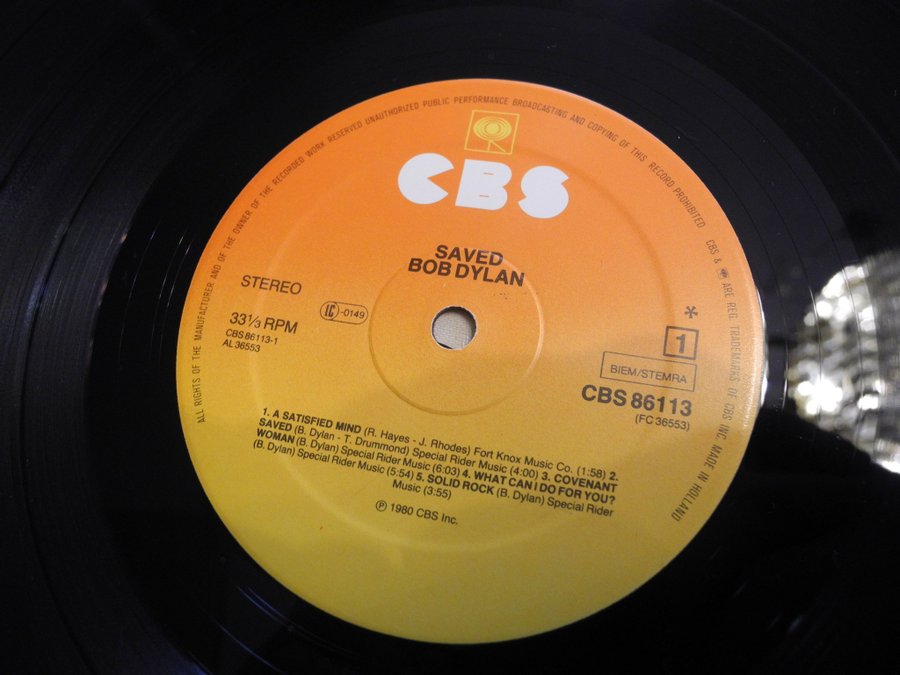 ALL RIGHTS OF THE MANUFACTURER AND OF THE OWNER OF THE RECORDED WORK RESERVED UNAUTHORIZED PUBLIC PERFORMANCE BROADCASTING AND COPYING OF THIS RECORD PROHIBITED CBS & ARE REG. TRADEMARKS OF CBS INC. MADE IN HOLLAND
CBS
SAVED
BOB DYLAN
STEREO
33⅓ RPM
CBS 86113-1
AL 36553
LC -0149
*
1
BIEM/STEMRA
CBS 86113
(FC 36553)
1. A SATISFIED MIND (R. Hayes - J. Rhodes) Fort Knox Music Co. (1:58) 2.
SAVED (B. Dylan - T. Drummond) Special Rider Music (4:00) 3. COVENANT
WOMAN (B. Dylan) Special Rider Music (6:03) 4. WHAT CAN I DO FOR YOU?
(B. Dylan) Special Rider Music (5:54) 5. SOLID ROCK (B. Dylan) Special Rider
Music (3:55)
℗ 1980 CBS Inc.